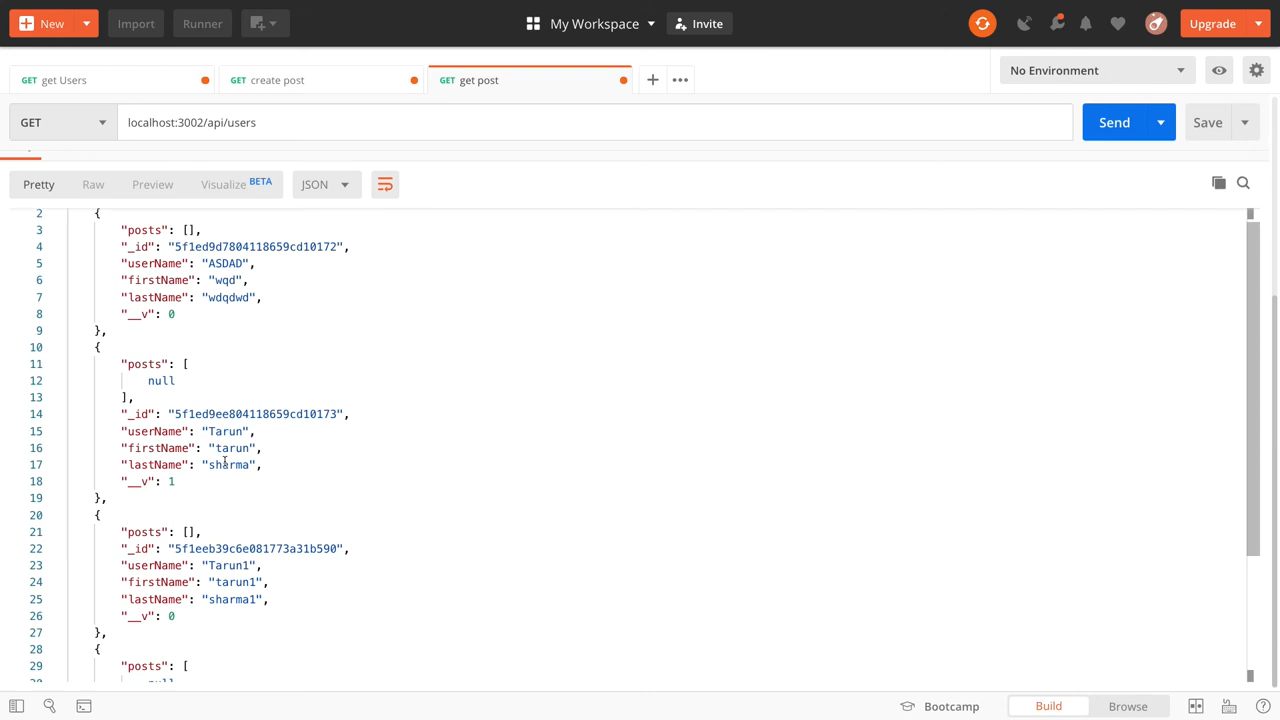 New
Import
Runner
My Workspace
Invite
Upgrade
GET get Users
GET create post
GET get post
No Environment
GET
localhost:3002/api/users
Send
Save
Pretty
Raw
Preview
Visualize BETA
JSON
2 {
3 "posts": [],
4 "_id": "5f1ed9d7804118659cd10172",
5 "userName": "ASDAD",
6 "firstName": "wqd",
7 "lastName": "wdqdwd",
8 "__v": 0
9 },
10 {
11 "posts": [
12 null
13 ],
14 "_id": "5f1ed9ee804118659cd10173",
15 "userName": "Tarun",
16 "firstName": "tarun",
17 "lastName": "sharma",
18 "__v": 1
19 },
20 {
21 "posts": [],
22 "_id": "5f1eeb39c6e081773a31b590",
23 "userName": "Tarun1",
24 "firstName": "tarun1",
25 "lastName": "sharma1",
26 "__v": 0
27 },
28 {
29 "posts": [
30 null
Bootcamp
Build
Browse